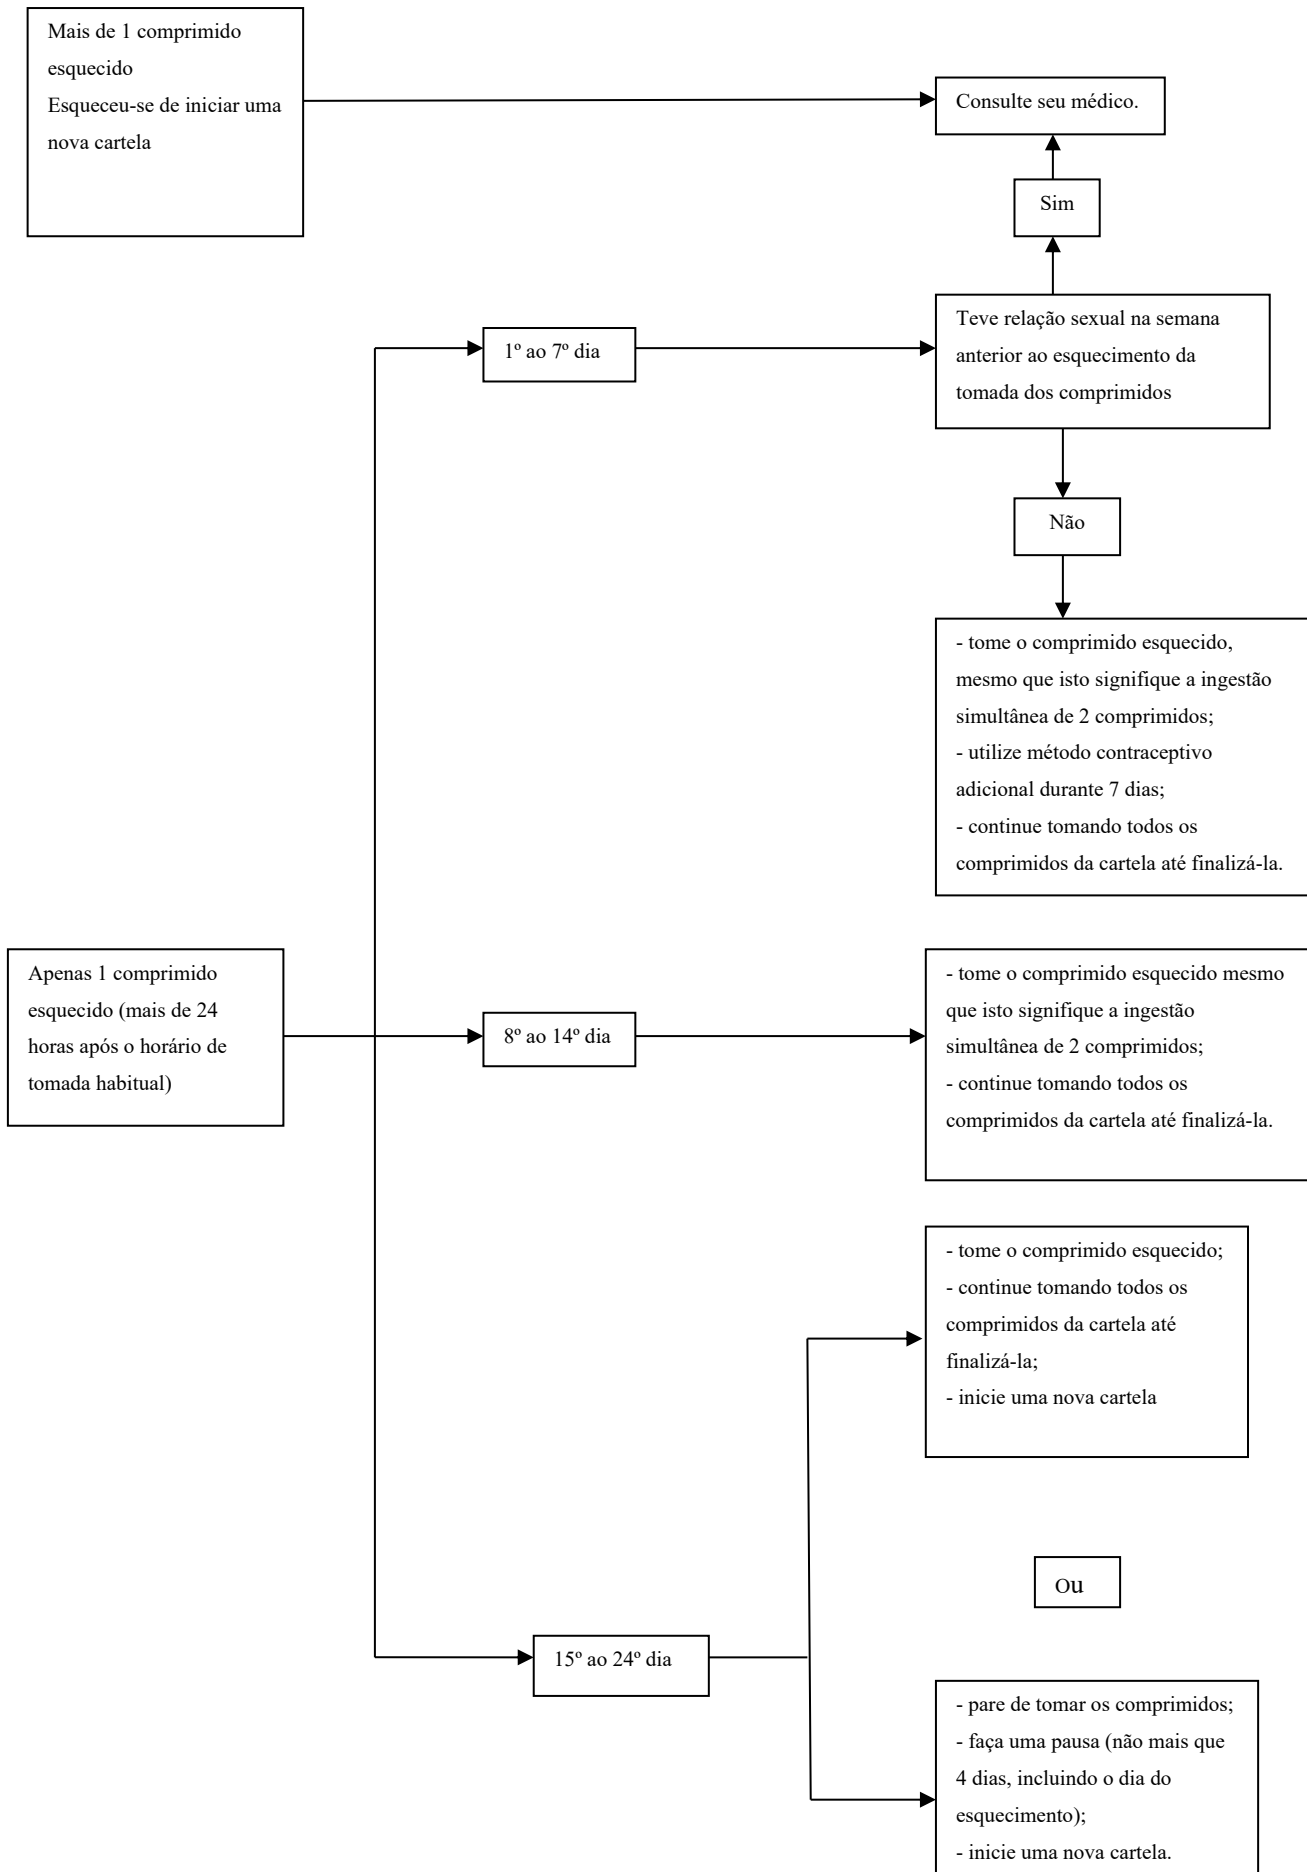 Mais de 1 comprimido
esquecido
Esqueceu-se de iniciar uma
nova cartela
Consulte seu médico.
Sim
Teve relação sexual na semana
anterior ao esquecimento da
tomada dos comprimidos
1º ao 7º dia
Não
- tome o comprimido esquecido,
mesmo que isto signifique a ingestão
simultânea de 2 comprimidos;
- utilize método contraceptivo
adicional durante 7 dias;
- continue tomando todos os
comprimidos da cartela até finalizá-la.
Apenas 1 comprimido
esquecido (mais de 24
horas após o horário de
tomada habitual)
8º ao 14º dia
- tome o comprimido esquecido mesmo
que isto signifique a ingestão
simultânea de 2 comprimidos;
- continue tomando todos os
comprimidos da cartela até finalizá-la.
- tome o comprimido esquecido;
- continue tomando todos os
comprimidos da cartela até
finalizá-la;
- inicie uma nova cartela
Ou
15º ao 24º dia
- pare de tomar os comprimidos;
- faça uma pausa (não mais que
4 dias, incluindo o dia do
esquecimento);
- inicie uma nova cartela.